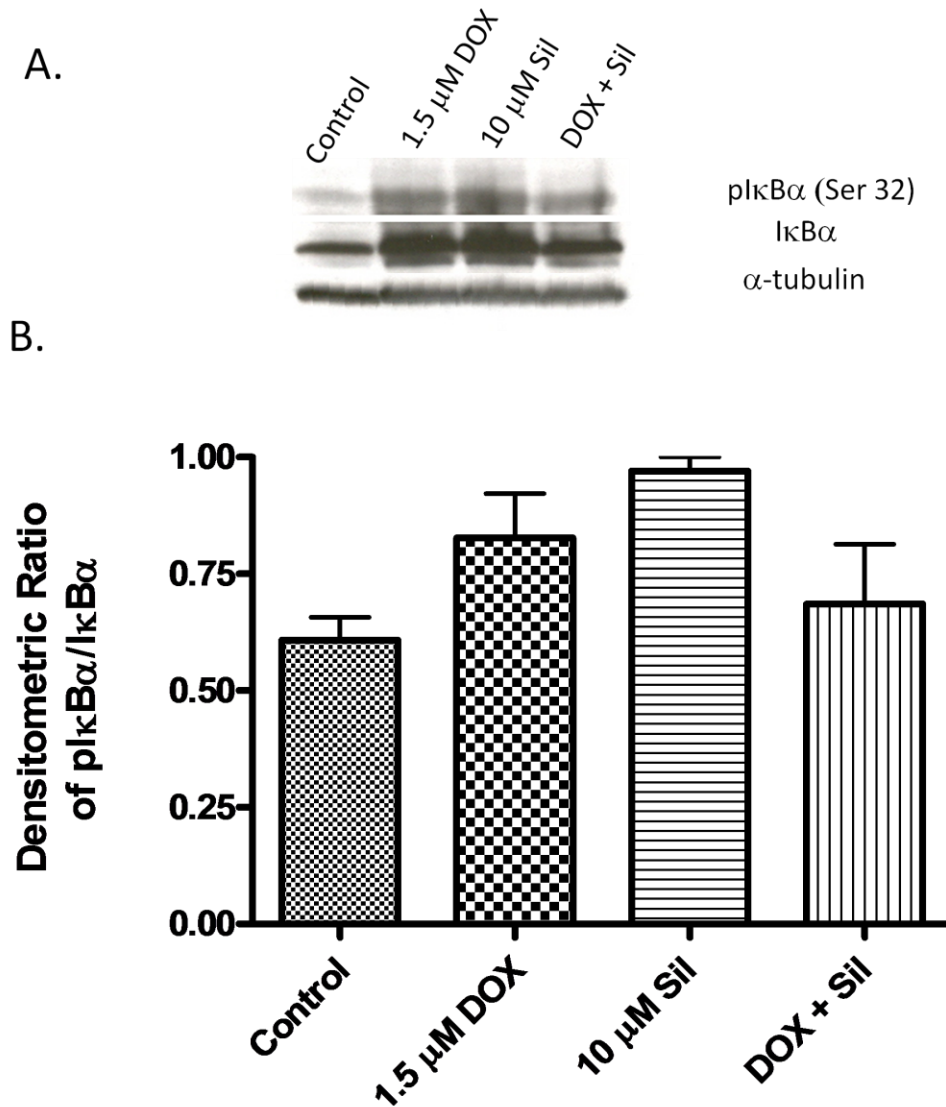 A.
Control
1.5 μM DOX
10 μM Sil
DOX + Sil
pIκBα (Ser 32)
IκBα
α-tubulin
B.
Densitometric Ratio
of pIκBα/IκBα
1.00
0.75
0.50
0.25
0.00
Control
1.5 μM DOX
10 μM Sil
DOX + Sil